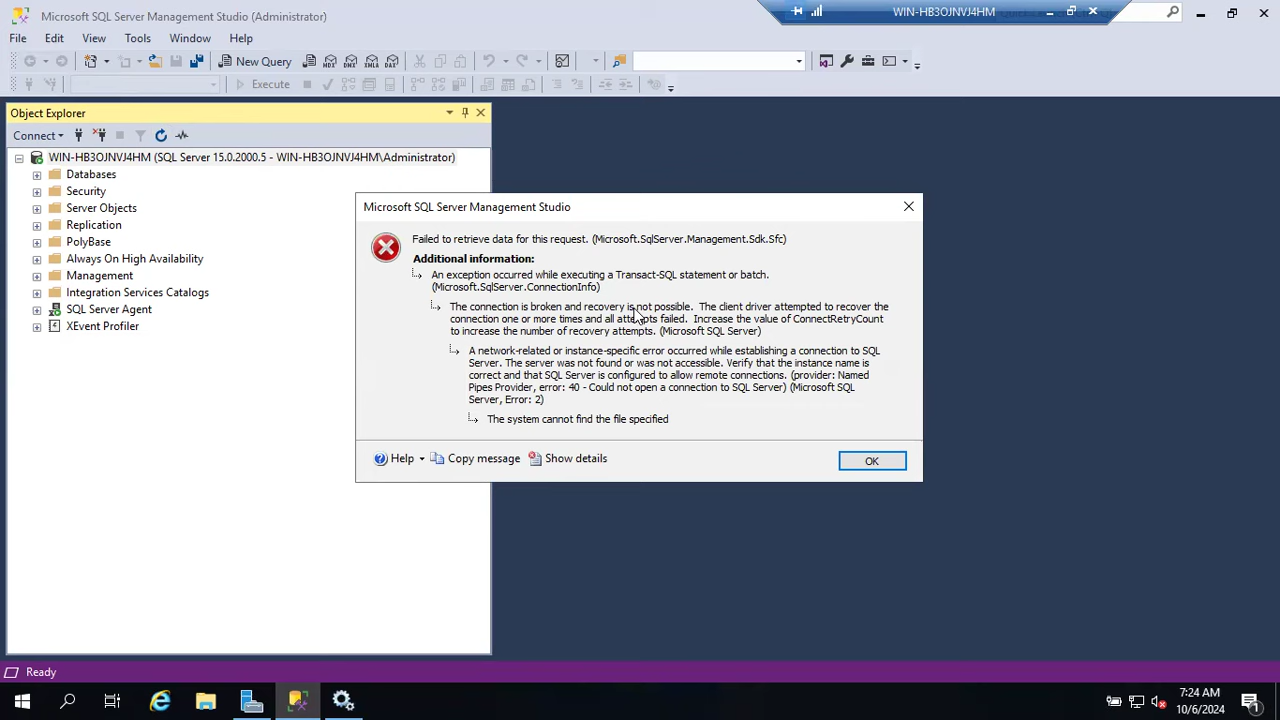 Microsoft SQL Server Management Studio (Administrator)
WIN-HB3OJNVJ4HM
File Edit View Tools Window Help
New Query
MDX DMX XMLA DAX
Execute
Object Explorer
Connect
WIN-HB3OJNVJ4HM (SQL Server 15.0.2000.5 - WIN-HB3OJNVJ4HM\Administrator)
Databases
Security
Server Objects
Replication
PolyBase
Always On High Availability
Management
Integration Services Catalogs
SQL Server Agent
XEvent Profiler
Microsoft SQL Server Management Studio
Failed to retrieve data for this request. (Microsoft.SqlServer.Management.Sdk.Sfc)
Additional information:
An exception occurred while executing a Transact-SQL statement or batch.
(Microsoft.SqlServer.ConnectionInfo)
The connection is broken and recovery is not possible. The client driver attempted to recover the
connection one or more times and all attempts failed. Increase the value of ConnectRetryCount
to increase the number of recovery attempts. (Microsoft SQL Server)
A network-related or instance-specific error occurred while establishing a connection to SQL
Server. The server was not found or was not accessible. Verify that the instance name is
correct and that SQL Server is configured to allow remote connections. (provider: Named
Pipes Provider, error: 40 - Could not open a connection to SQL Server) (Microsoft SQL
Server, Error: 2)
The system cannot find the file specified
Help Copy message Show details OK
Ready
7:24 AM
10/6/2024
1